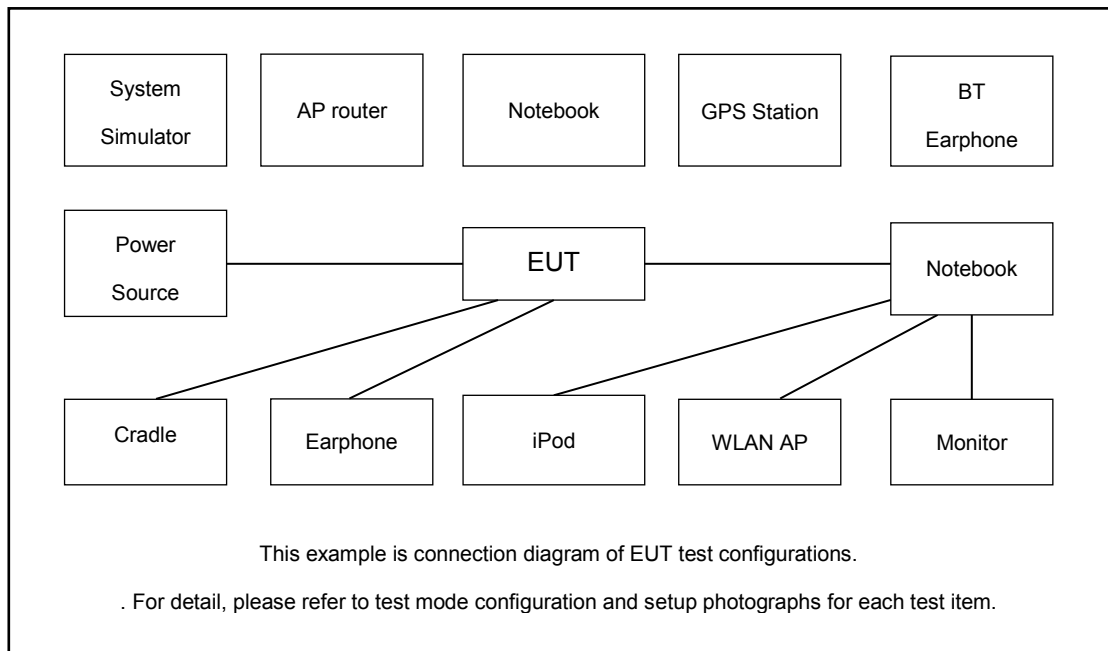 System
Simulator
AP router
Notebook
GPS Station
BT
Earphone
Power
Source
EUT
Notebook
Cradle
Earphone
iPod
WLAN AP
Monitor
This example is connection diagram of EUT test configurations.
. For detail, please refer to test mode configuration and setup photographs for each test item.